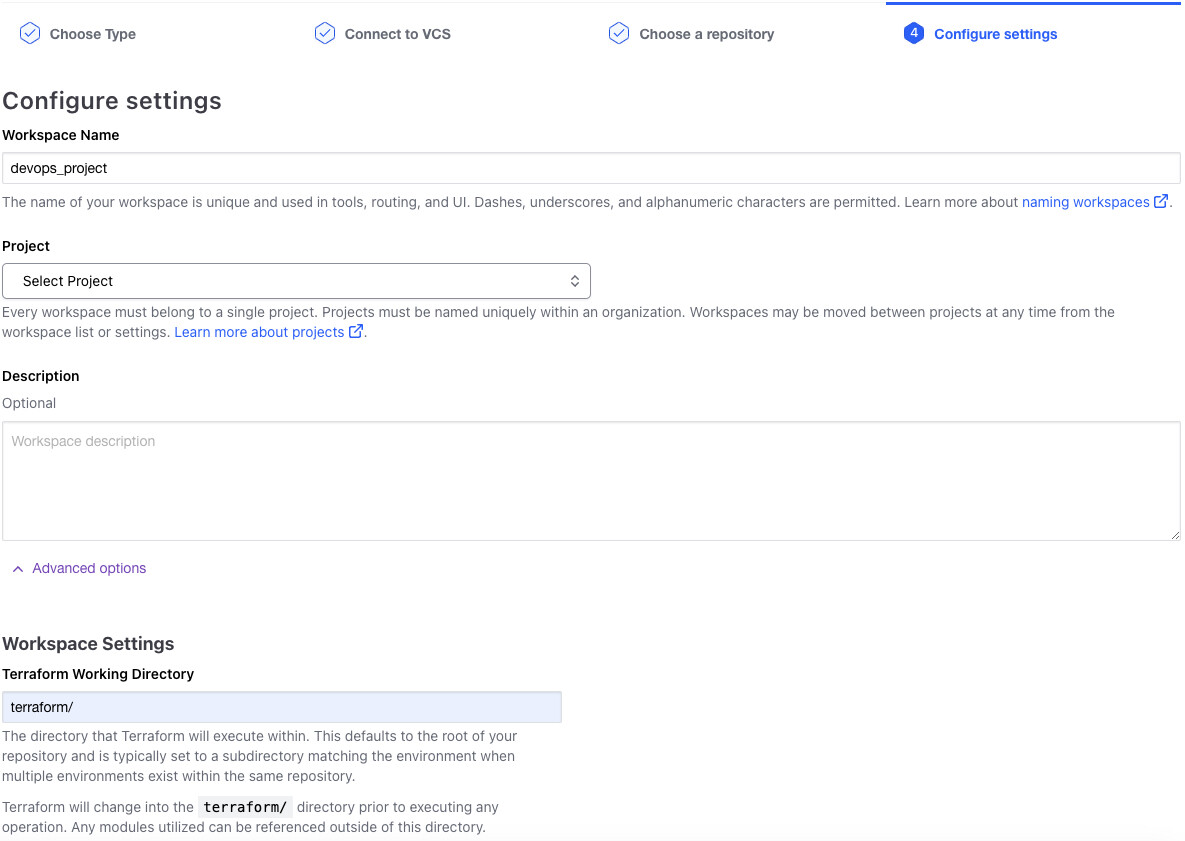 Choose Type
Connect to VCS
Choose a repository
4 Configure settings
Configure settings
Workspace Name
devops_project
The name of your workspace is unique and used in tools, routing, and UI. Dashes, underscores, and alphanumeric characters are permitted. Learn more about naming workspaces.
Project
Select Project
Every workspace must belong to a single project. Projects must be named uniquely within an organization. Workspaces may be moved between projects at any time from the
workspace list or settings. Learn more about projects.
Description
Optional
Workspace description
Advanced options
Workspace Settings
Terraform Working Directory
terraform/
The directory that Terraform will execute within. This defaults to the root of your
repository and is typically set to a subdirectory matching the environment when
multiple environments exist within the same repository.
Terraform will change into the terraform/ directory prior to executing any
operation. Any modules utilized can be referenced outside of this directory.